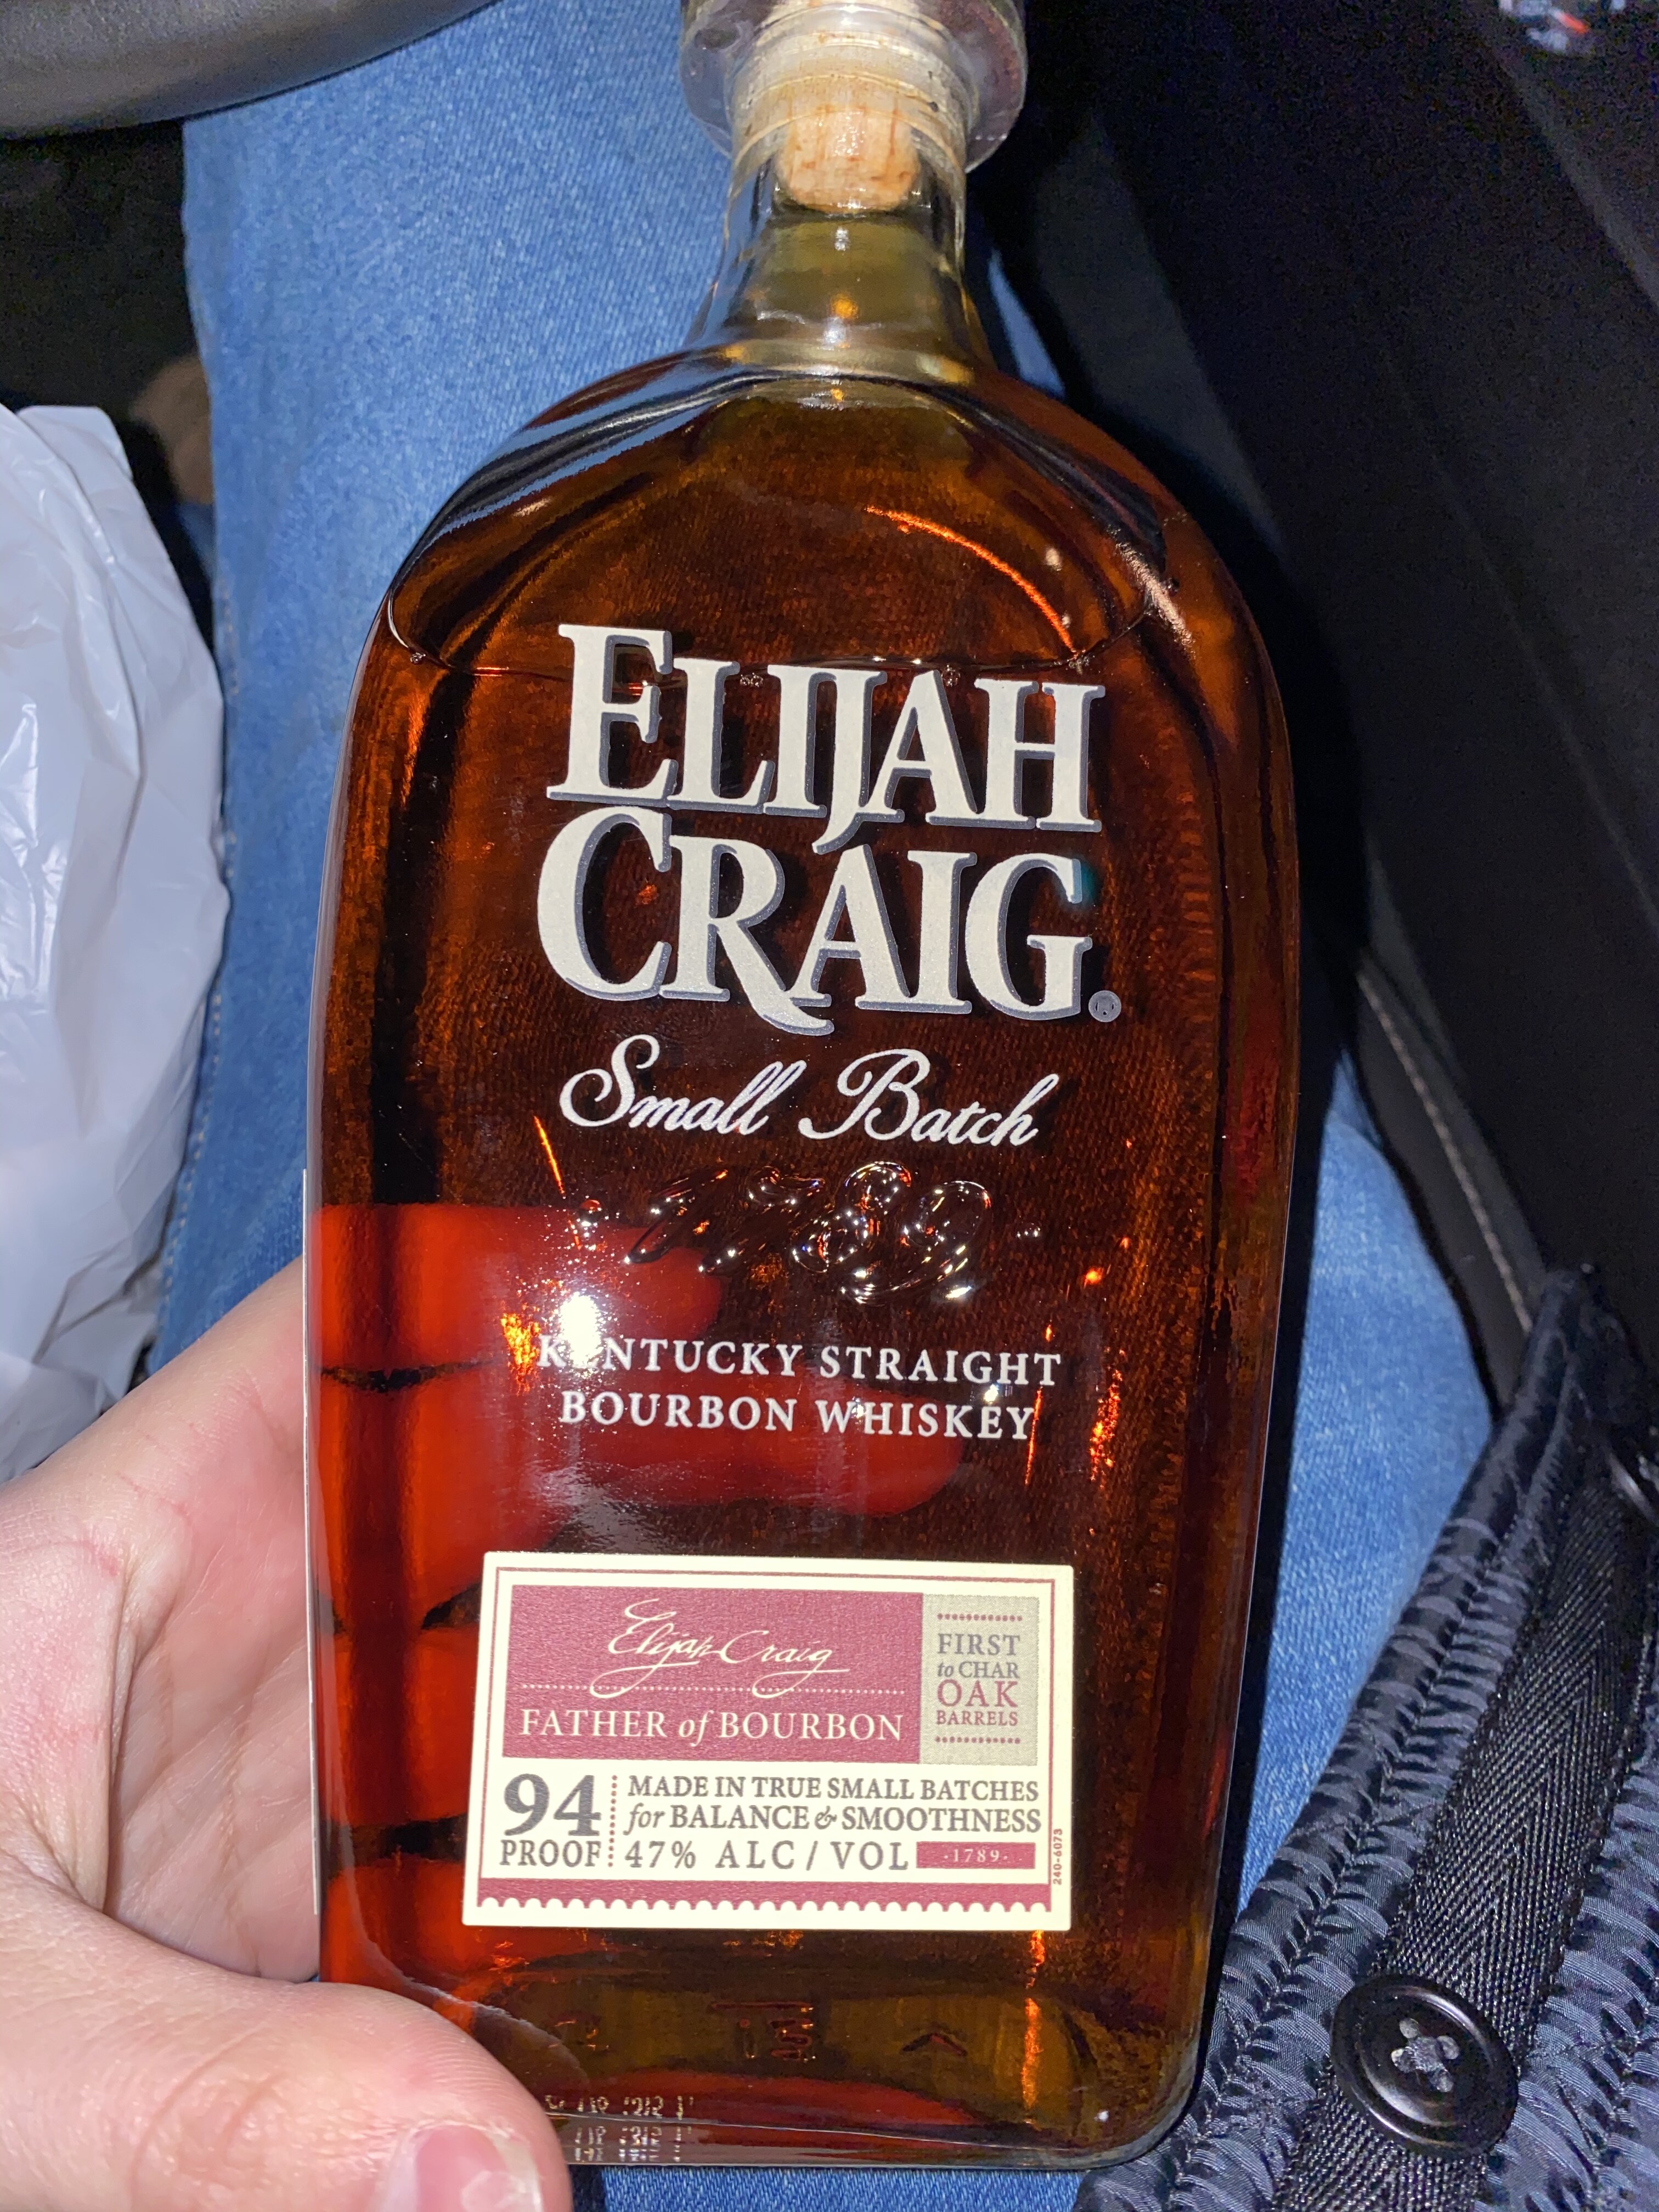 ELIJAH
CRAIG®
Small Batch
1789
KENTUCKY STRAIGHT
BOURBON WHISKEY
Elijah Craig
FATHER of BOURBON
FIRST
to CHAR
OAK
BARRELS
94
PROOF
MADE IN TRUE SMALL BATCHES
for BALANCE & SMOOTHNESS
47% ALC / VOL
·1789·
240-6073